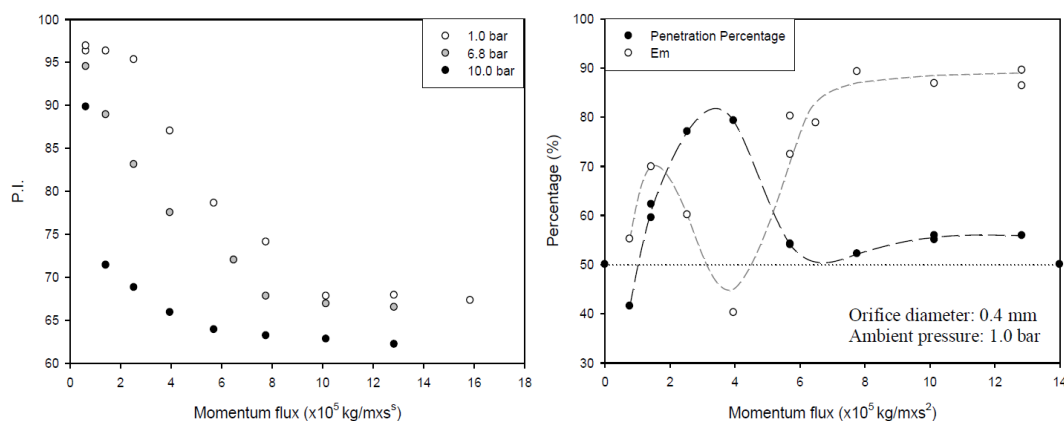 100
95
90
85
80
75
70
65
60
P.I.
0 2 4 6 8 10 12 14 16 18
Momentum flux (x10⁵ kg/mxsˢ)
1.0 bar
6.8 bar
10.0 bar
100
90
80
70
60
50
40
30
Percentage (%)
0 2 4 6 8 10 12 14
Momentum flux (x10⁵ kg/mxs²)
Penetration Percentage
Em
Orifice diameter: 0.4 mm
Ambient pressure: 1.0 bar